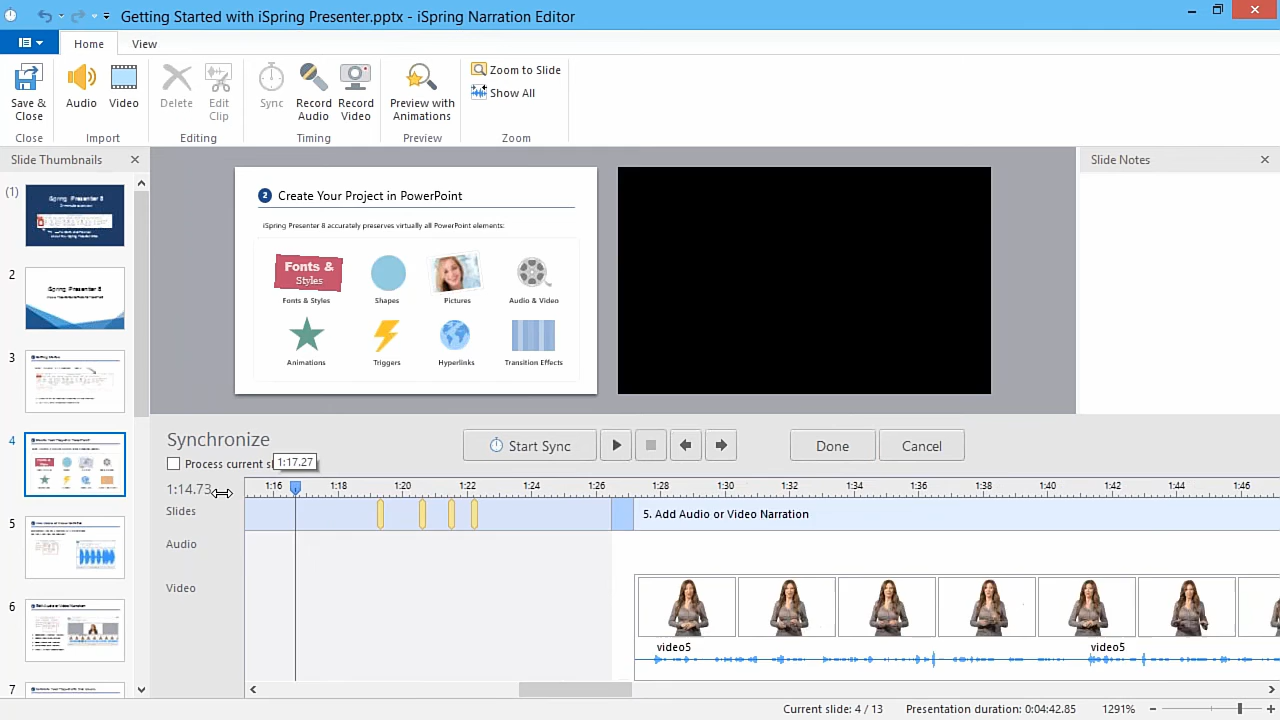 Getting Started with iSpring Presenter.pptx - iSpring Narration Editor
Home View
Save & Close
Audio
Video
Delete
Edit Clip
Sync
Record Audio
Record Video
Preview with Animations
Zoom to Slide
Show All
Close Import Editing Timing Preview Zoom
Slide Thumbnails
Slide Notes
(1)
iSpring Presenter 8
2
iSpring Presenter 8
3
4
5
6
7
2 Create Your Project in PowerPoint
iSpring Presenter 8 accurately preserves virtually all PowerPoint elements:
Fonts &
Styles
Fonts & Styles Shapes Pictures Audio & Video
Animations Triggers Hyperlinks Transition Effects
Synchronize
Start Sync
Done
Cancel
Process current sl
1:17.27
1:14.73
1:16 1:18 1:20 1:22 1:24 1:26 1:28 1:30 1:32 1:34 1:36 1:38 1:40 1:42 1:44 1:46
Slides
5. Add Audio or Video Narration
Audio
Video
video5 video5
Current slide: 4 / 13 Presentation duration: 0:04:42.85 1291%